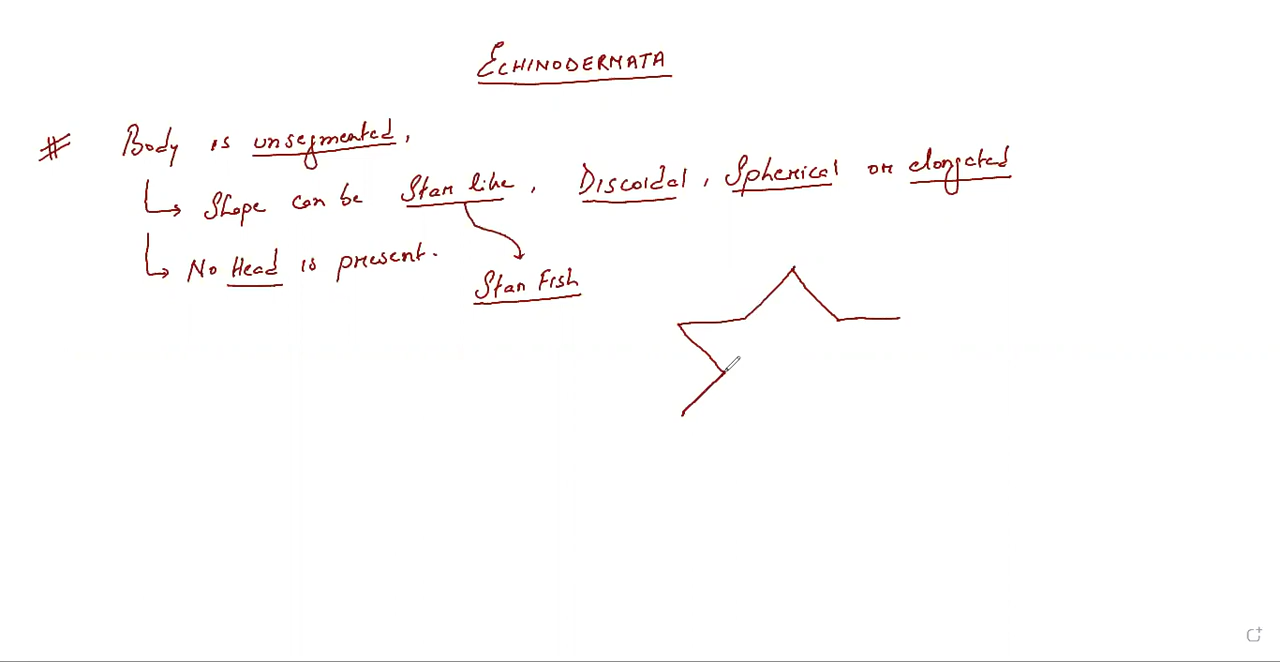 ECHINODERMATA
# Body is unsegmented,
↳ Shape can be Star like, Discoidal, Spherical or elongated
↳ No Head is present.
Star Fish